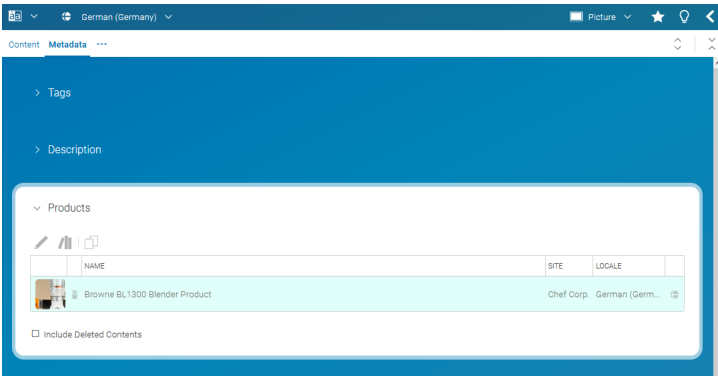 German (Germany)
Picture
Content Metadata ...
Tags
Description
Products
NAME SITE LOCALE
Browne BL1300 Blender Product Chef Corp. German (Germ...
Include Deleted Contents